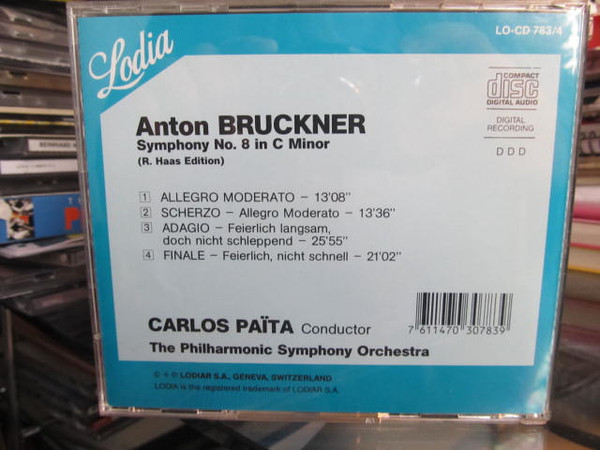 Lodia
LO-CD 783/4
COMPACT
disc
DIGITAL AUDIO
DIGITAL
RECORDING
D D D
Anton BRUCKNER
Symphony No. 8 in C Minor
(R. Haas Edition)
1 ALLEGRO MODERATO – 13'08''
2 SCHERZO – Allegro Moderato – 13'36''
3 ADAGIO – Feierlich langsam,
doch nicht schleppend – 25'55''
4 FINALE – Feierlich, nicht schnell – 21'02''
CARLOS PAÏTA Conductor
7 611470 307839
The Philharmonic Symphony Orchestra
© + ℗ LODIAR S.A., GENEVA, SWITZERLAND
LODIA is the registered trademark of LODIAR S.A.